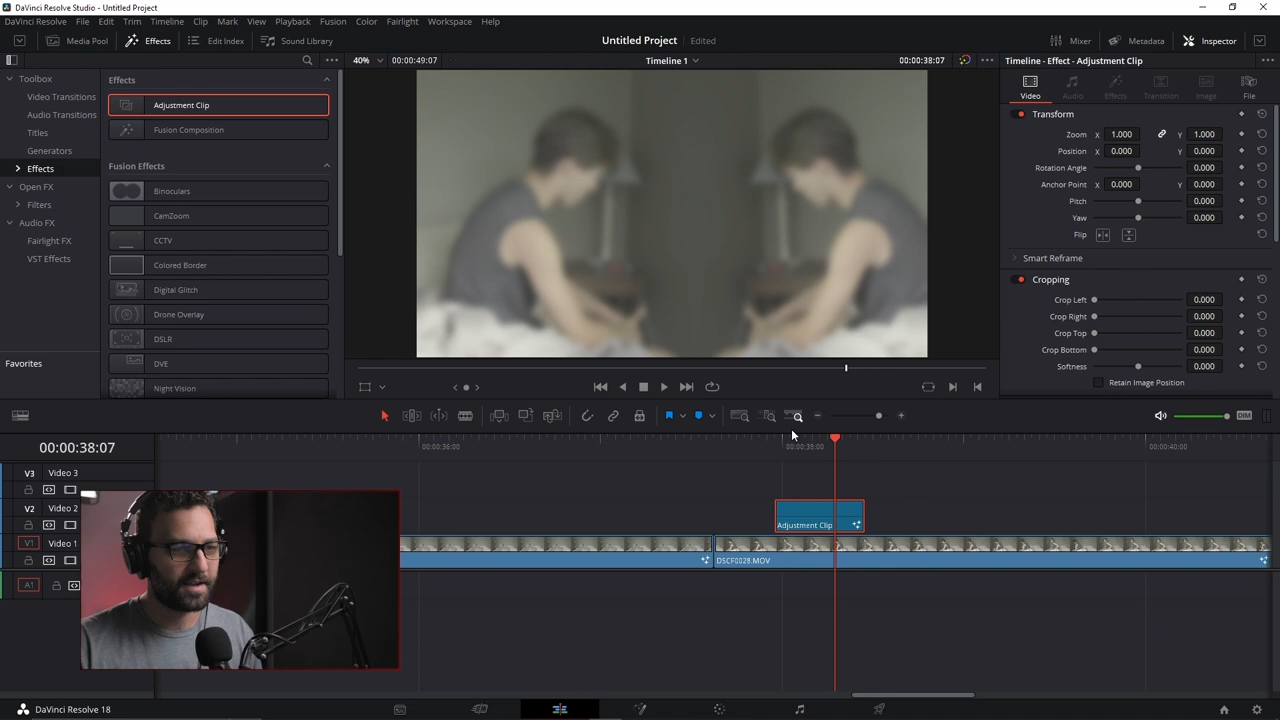 DaVinci Resolve Studio - Untitled Project
DaVinci Resolve File Edit Trim Timeline Clip Mark View Playback Fusion Color Fairlight Workspace Help
Media Pool Effects Edit Index Sound Library Untitled Project Edited Mixer Metadata Inspector
40% 00:00:49:07 Timeline 1 00:00:38:07 Timeline - Effect - Adjustment Clip
Toolbox
Video Transitions
Audio Transitions
Titles
Generators
Effects
Open FX
Filters
Audio FX
Fairlight FX
VST Effects
Favorites
Effects
Adjustment Clip
Fusion Composition
Fusion Effects
Binoculars
CamZoom
CCTV
Colored Border
Digital Glitch
Drone Overlay
DSLR
DVE
Night Vision
Video Audio Effects Transition Image File
Transform
Zoom X 1.000 Y 1.000
Position X 0.000 Y 0.000
Rotation Angle 0.000
Anchor Point X 0.000 Y 0.000
Pitch 0.000
Yaw 0.000
Flip
Smart Reframe
Cropping
Crop Left 0.000
Crop Right 0.000
Crop Top 0.000
Crop Bottom 0.000
Softness 0.000
Retain Image Position
DIM
00:00:38:07 00:00:36:00 00:00:38:00 00:00:40:00
V3 Video 3
V2 Video 2
Adjustment Clip
V1 Video 1
DSCF0028.MOV
A1
DaVinci Resolve 18